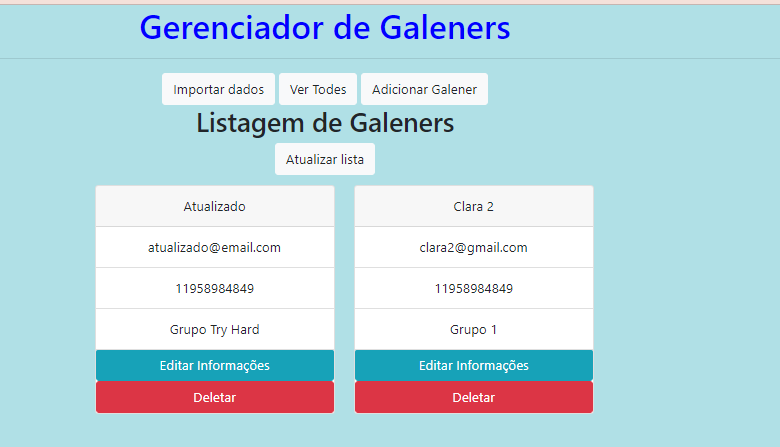 Gerenciador de Galeners
Importar dados Ver Todes Adicionar Galener
Listagem de Galeners
Atualizar lista
Atualizado
atualizado@email.com
11958984849
Grupo Try Hard
Editar Informações
Deletar
Clara 2
clara2@gmail.com
11958984849
Grupo 1
Editar Informações
Deletar